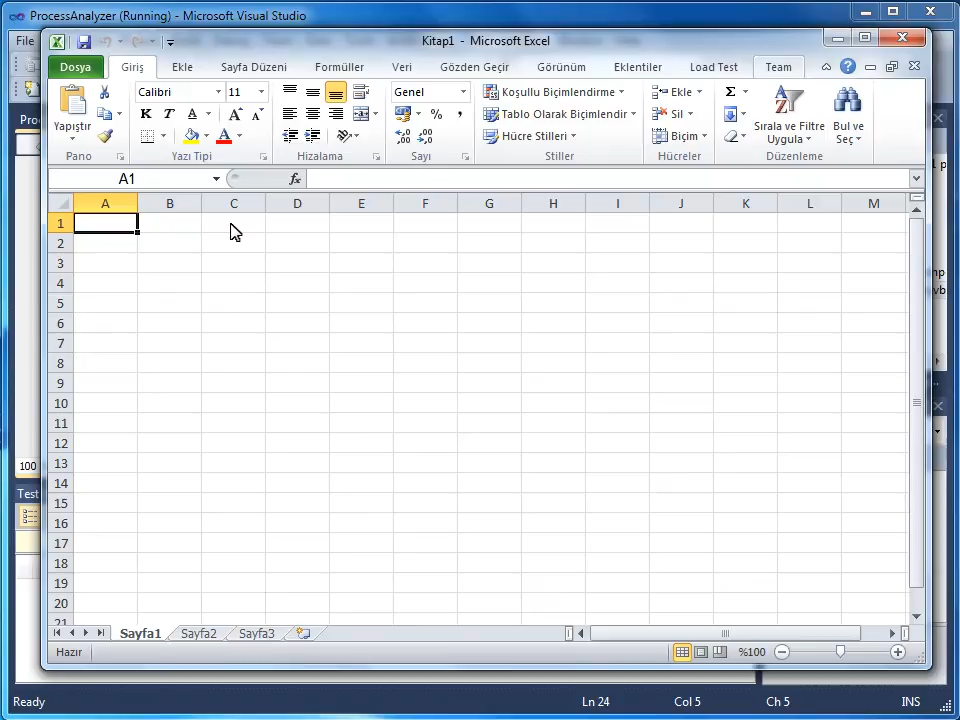 ProcessAnalyzer (Running) - Microsoft Visual Studio
File
Kitap1 - Microsoft Excel
Dosya Giriş Ekle Sayfa Düzeni Formüller Veri Gözden Geçir Görünüm Eklentiler Load Test Team
Yapıştır
Pano
Calibri 11
K T A
Yazı Tipi
Hizalama
Genel
% ,
Sayı
Koşullu Biçimlendirme
Tablo Olarak Biçimlendir
Hücre Stilleri
Stiller
Ekle
Sil
Biçim
Hücreler
Σ
Sırala ve Filtre Uygula
Bul ve Seç
Düzenleme
A1 fx
A B C D E F G H I J K L M
1
2
3
4
5
6
7
8
9
10
11
12
13
14
15
16
17
18
19
20
21
Sayfa1 Sayfa2 Sayfa3
Hazır %100
100
Test
Ready Ln 24 Col 5 Ch 5 INS